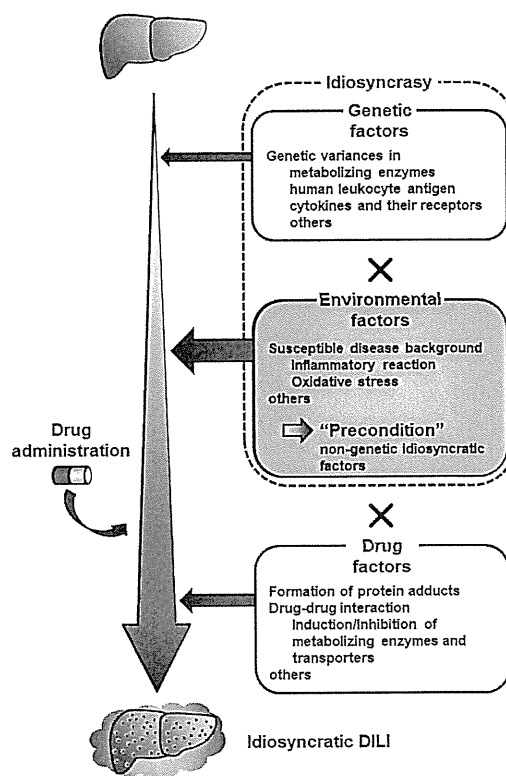 Idiosyncrasy
Genetic
factors
Genetic variances in
metabolizing enzymes
human leukocyte antigen
cytokines and their receptors
others
×
Environmental
factors
Susceptible disease background
Inflammatory reaction
Oxidative stress
others
"Precondition"
non-genetic idiosyncratic
factors
Drug
administration
×
Drug
factors
Formation of protein adducts
Drug-drug interaction
Induction/Inhibition of
metabolizing enzymes and
transporters
others
Idiosyncratic DILI